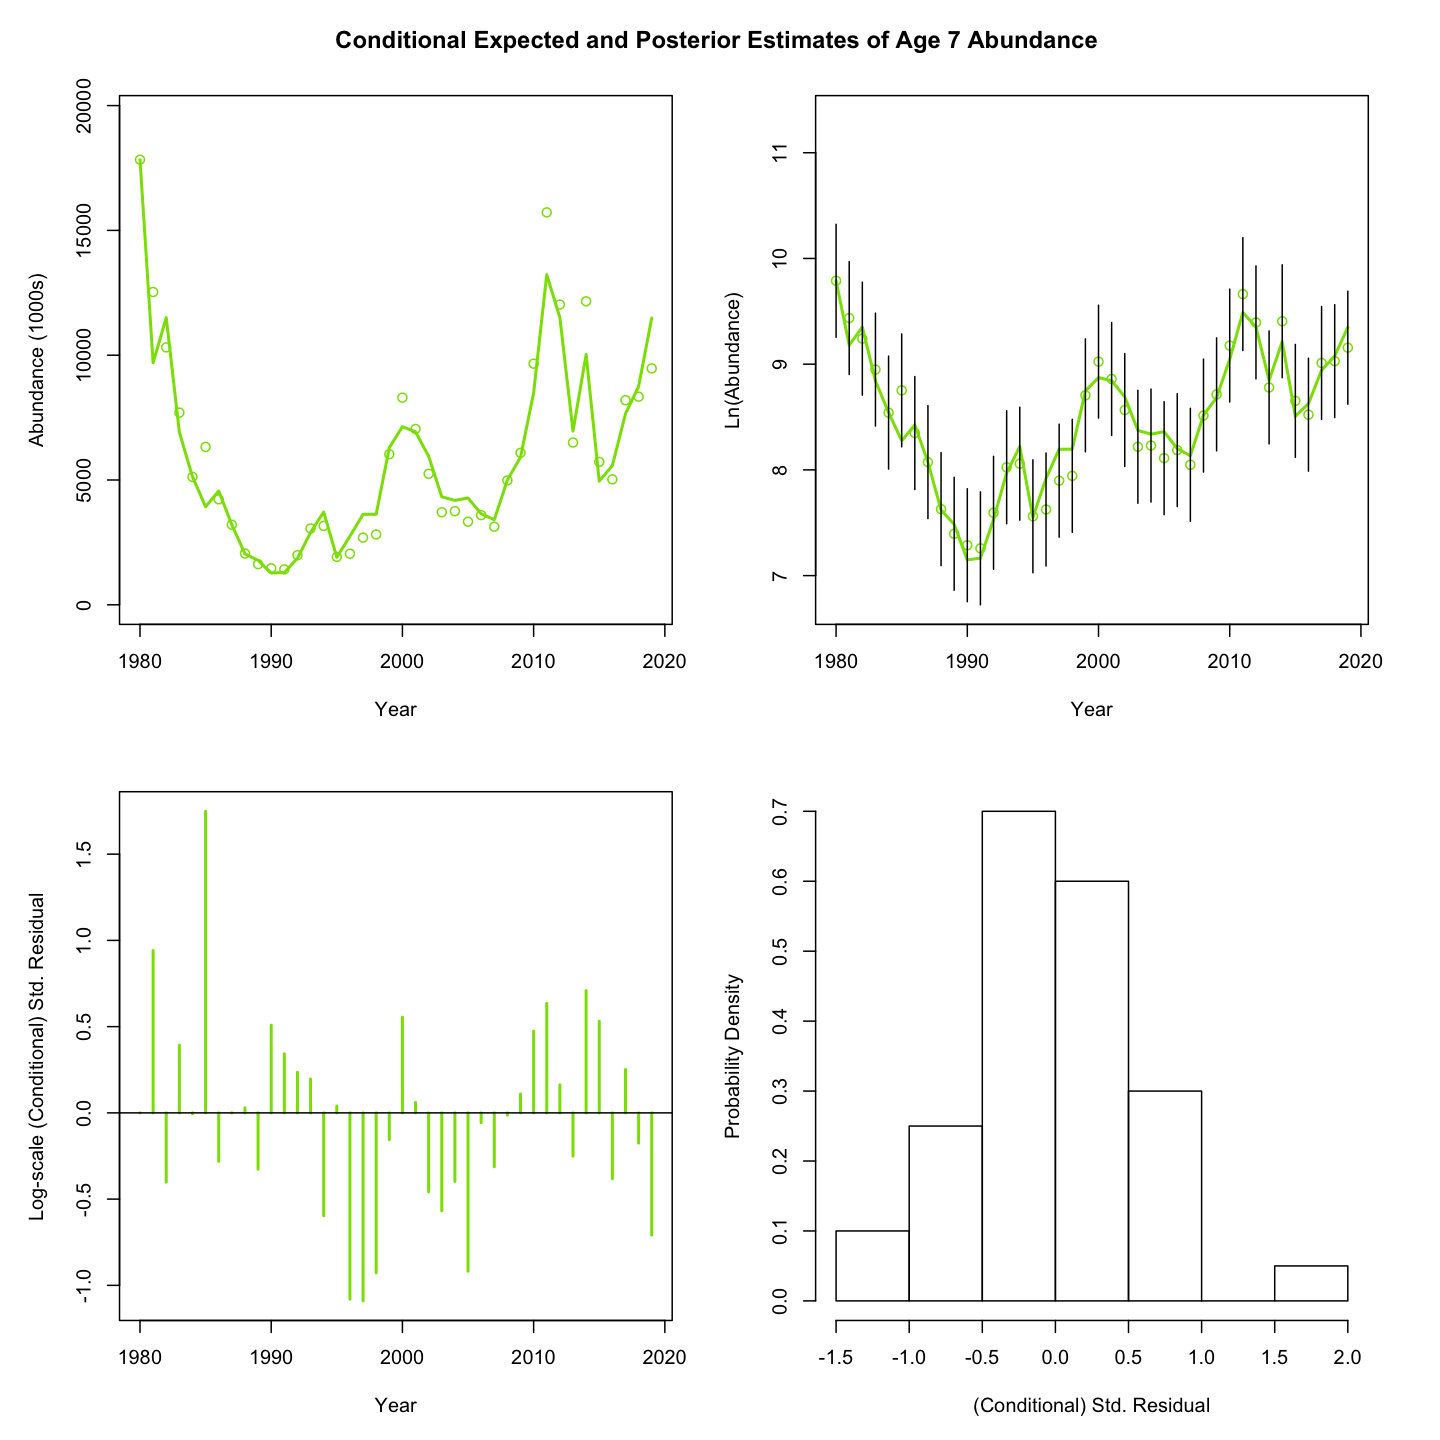 Conditional Expected and Posterior Estimates of Age 7 Abundance
Abundance (1000s)
20000
15000
10000
5000
0
1980 1990 2000 2010 2020
Year
Ln(Abundance)
11
10
9
8
7
1980 1990 2000 2010 2020
Year
Log-scale (Conditional) Std. Residual
1.5
1.0
0.5
0.0
-0.5
-1.0
1980 1990 2000 2010 2020
Year
Probability Density
0.7
0.6
0.5
0.4
0.3
0.2
0.1
0.0
-1.5 -1.0 -0.5 0.0 0.5 1.0 1.5 2.0
(Conditional) Std. Residual